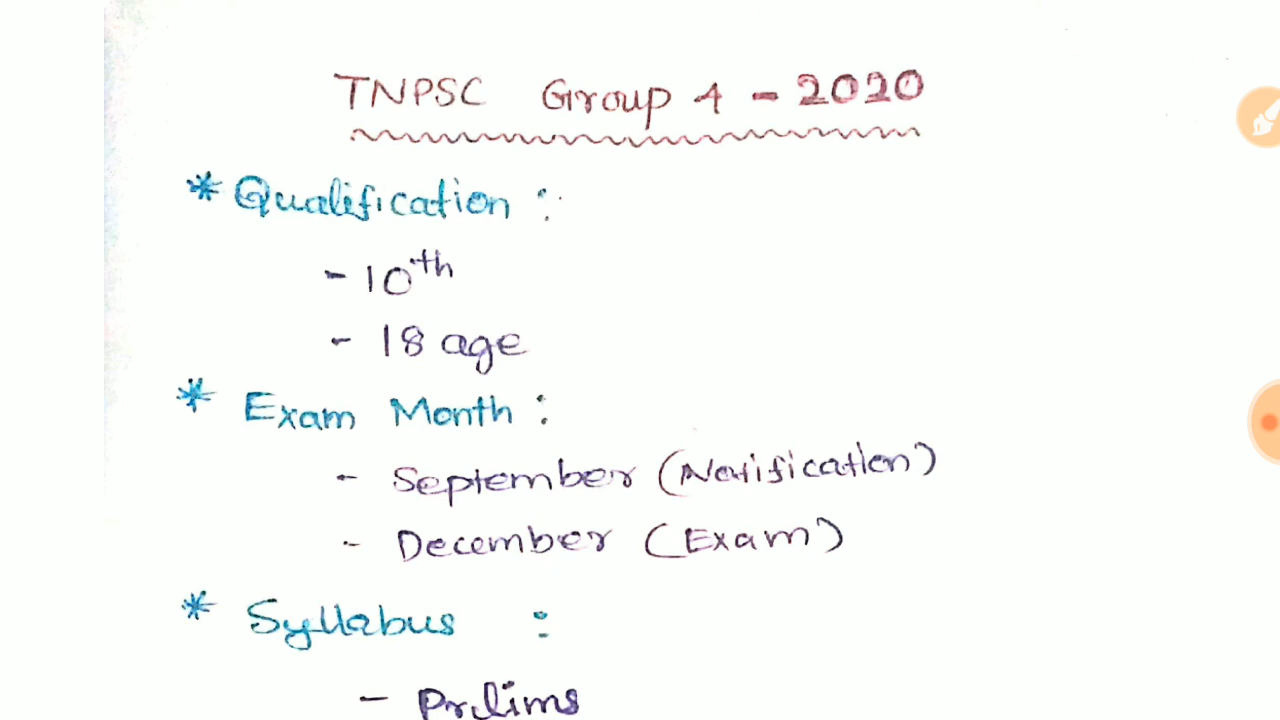 TNPSC Group 4 - 2020
* Qualification :
- 10th
- 18 age
* Exam Month :
- September (Notification)
- December (Exam)
* Syllabus :
- Prelims